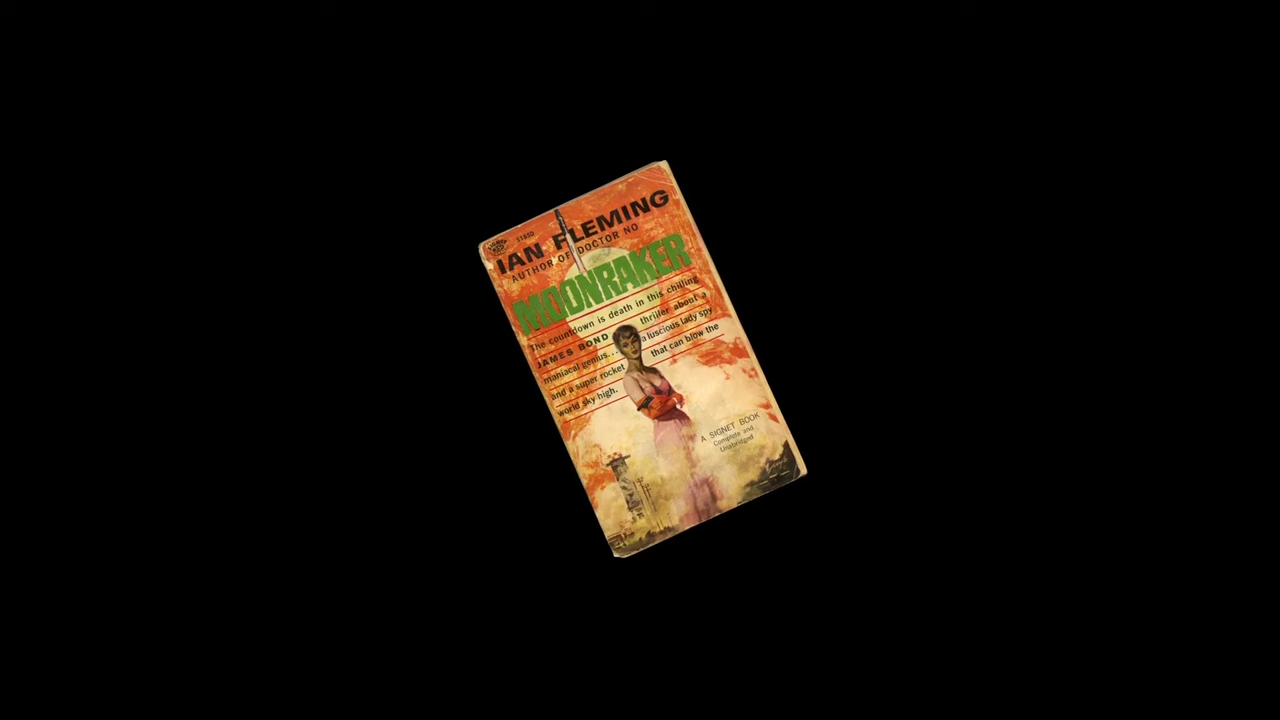 SIGNET
S1850
IAN FLEMING
AUTHOR OF DOCTOR NO
MOONRAKER
The countdown is death in this chilling
JAMES BOND thriller about a
maniacal genius... a luscious lady spy
and a super rocket that can blow the
world sky high.
A SIGNET BOOK
Complete and
Unabridged